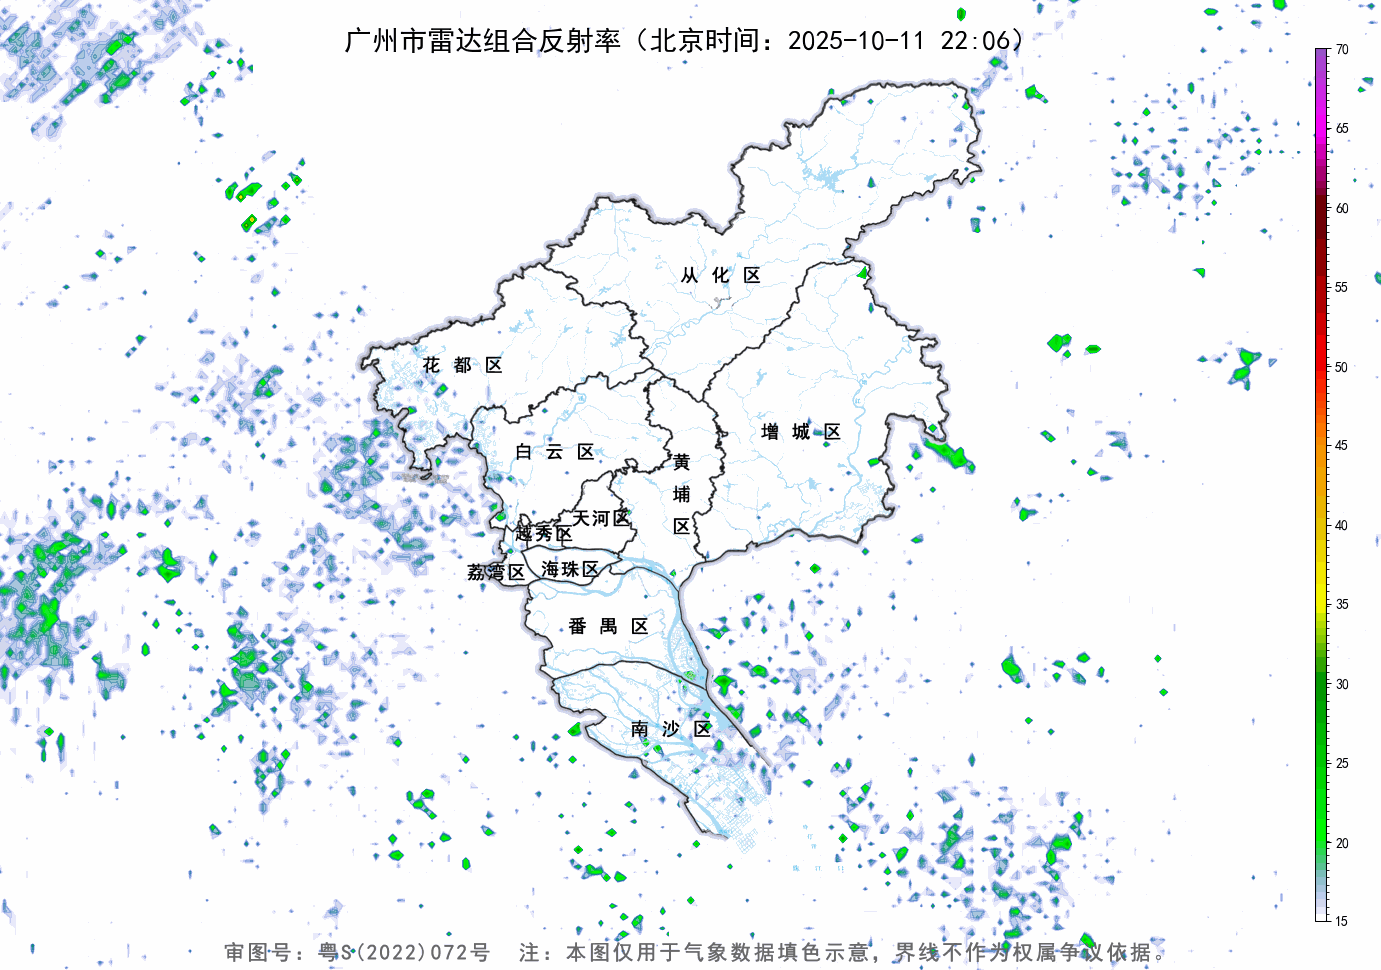 广州市雷达组合反射率（北京时间：2025-10-11 22:06）
70
65
60
55
50
45
40
35
30
25
20
15
从化区
花都区
增城区
白云区
黄埔区
天河区
越秀区
荔湾区
海珠区
番禺区
南沙区
审图号：粤S(2022)072号 注：本图仅用于气象数据填色示意，界线不作为权属争议依据。